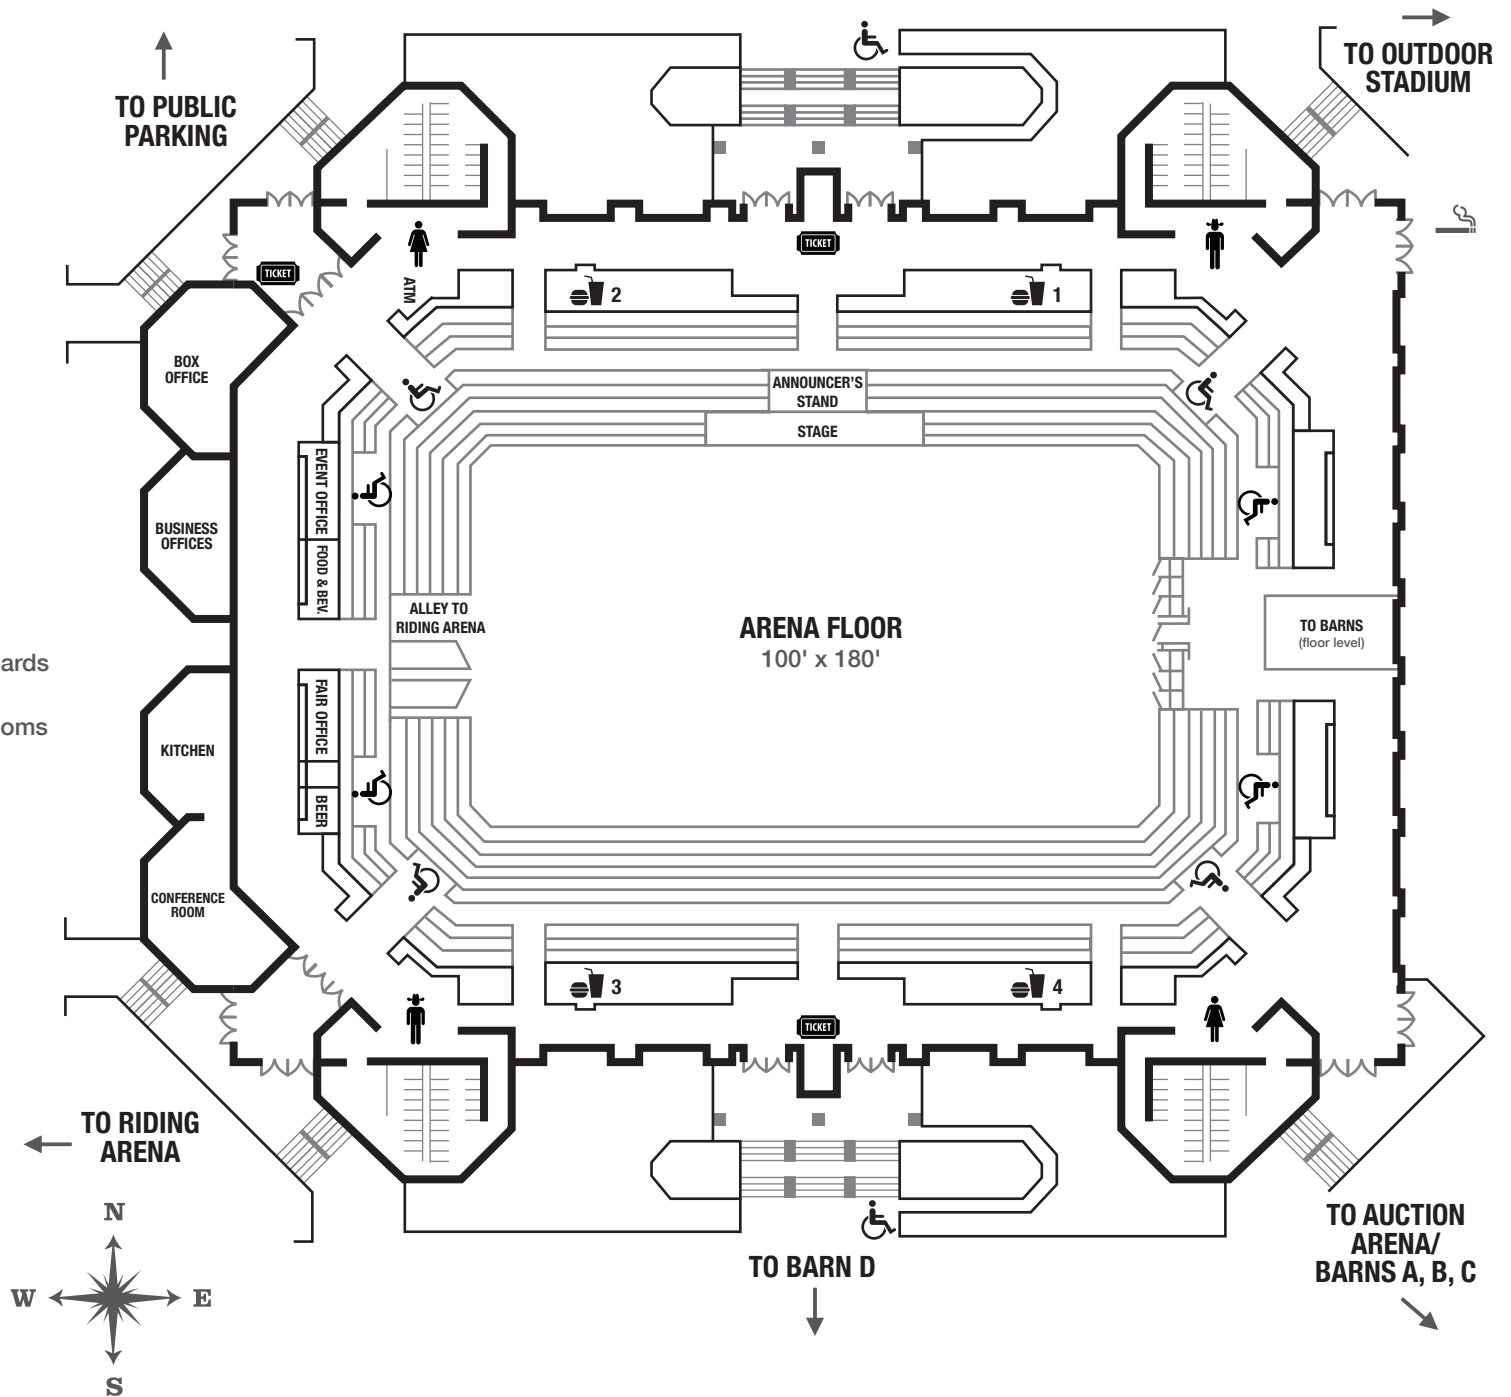 TO PUBLIC
PARKING
TO OUTDOOR
STADIUM
TICKET
TICKET
ATM
2
1
BOX
OFFICE
ANNOUNCER'S
STAND
STAGE
EVENT OFFICE
FOOD & BEV.
BUSINESS
OFFICES
ALLEY TO
RIDING ARENA
ARENA FLOOR
100' x 180'
TO BARNS
(floor level)
ards
ooms
FAIR OFFICE
BEER
KITCHEN
CONFERENCE
ROOM
3
4
TICKET
TO RIDING
ARENA
TO BARN D
TO AUCTION
ARENA/
BARNS A, B, C
N
W E
S